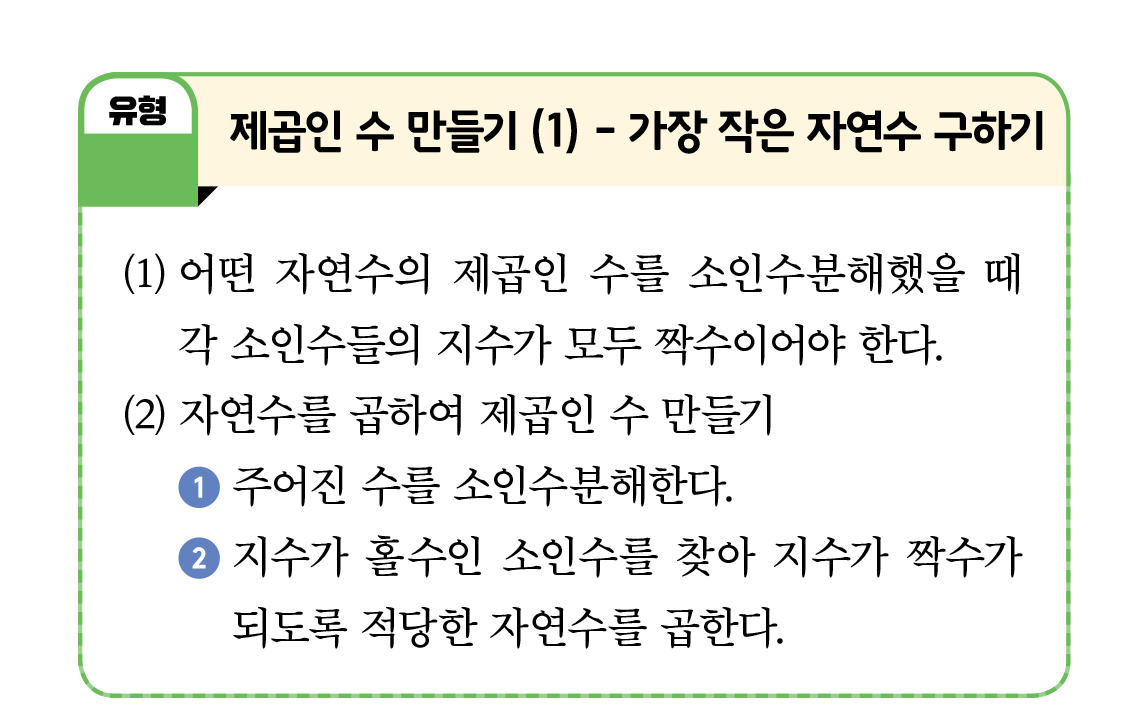 유형
제곱인 수 만들기 (1) - 가장 작은 자연수 구하기
(1) 어떤 자연수의 제곱인 수를 소인수분해했을 때
각 소인수들의 지수가 모두 짝수이어야 한다.
(2) 자연수를 곱하여 제곱인 수 만들기
1 주어진 수를 소인수분해한다.
2 지수가 홀수인 소인수를 찾아 지수가 짝수가
되도록 적당한 자연수를 곱한다.